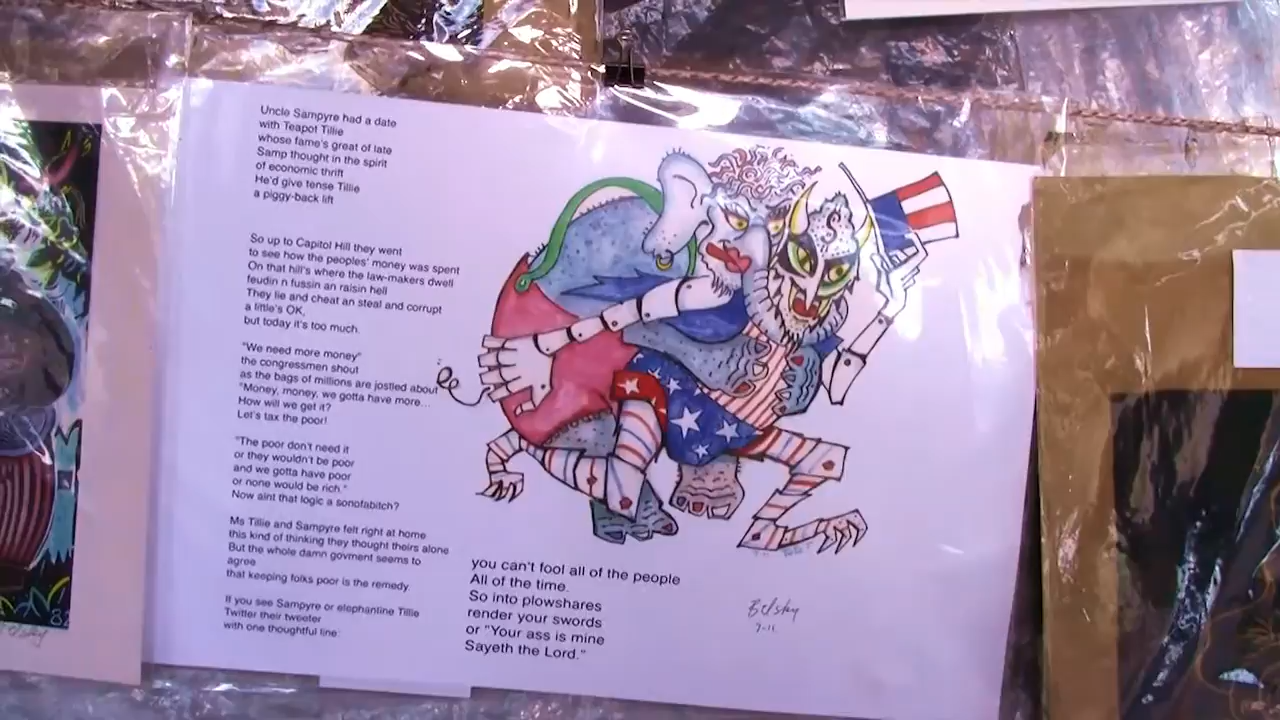 Uncle Sampyre had a date
with Teapot Tillie
whose fame's great of late
Samp thought in the spirit
of economic thrift
He'd give tense Tillie
a piggy-back lift
So up to Capitol Hill they went
to see how the peoples' money was spent
On that hill's where the law-makers dwell
feudin n fussin an raisin hell
They lie and cheat an steal and corrupt
a little's OK,
but today it's too much.
"We need more money"
the congressmen shout
as the bags of millions are jostled about
"Money, money, we gotta have more...
How will we get it?
Let's tax the poor!
"The poor don't need it
or they wouldn't be poor
and we gotta have poor
or none would be rich."
Now aint that logic a sonofabitch?
Ms Tillie and Sampyre felt right at home
this kind of thinking they thought theirs alone
But the whole damn govment seems to
agree
that keeping folks poor is the remedy.
If you see Sampyre or elephantine Tillie
Twitter their tweeter
with one thoughtful line:
you can't fool all of the people
All of the time.
So into plowshares
render your swords
or "Your ass is mine
Sayeth the Lord."
Belsky
9-11